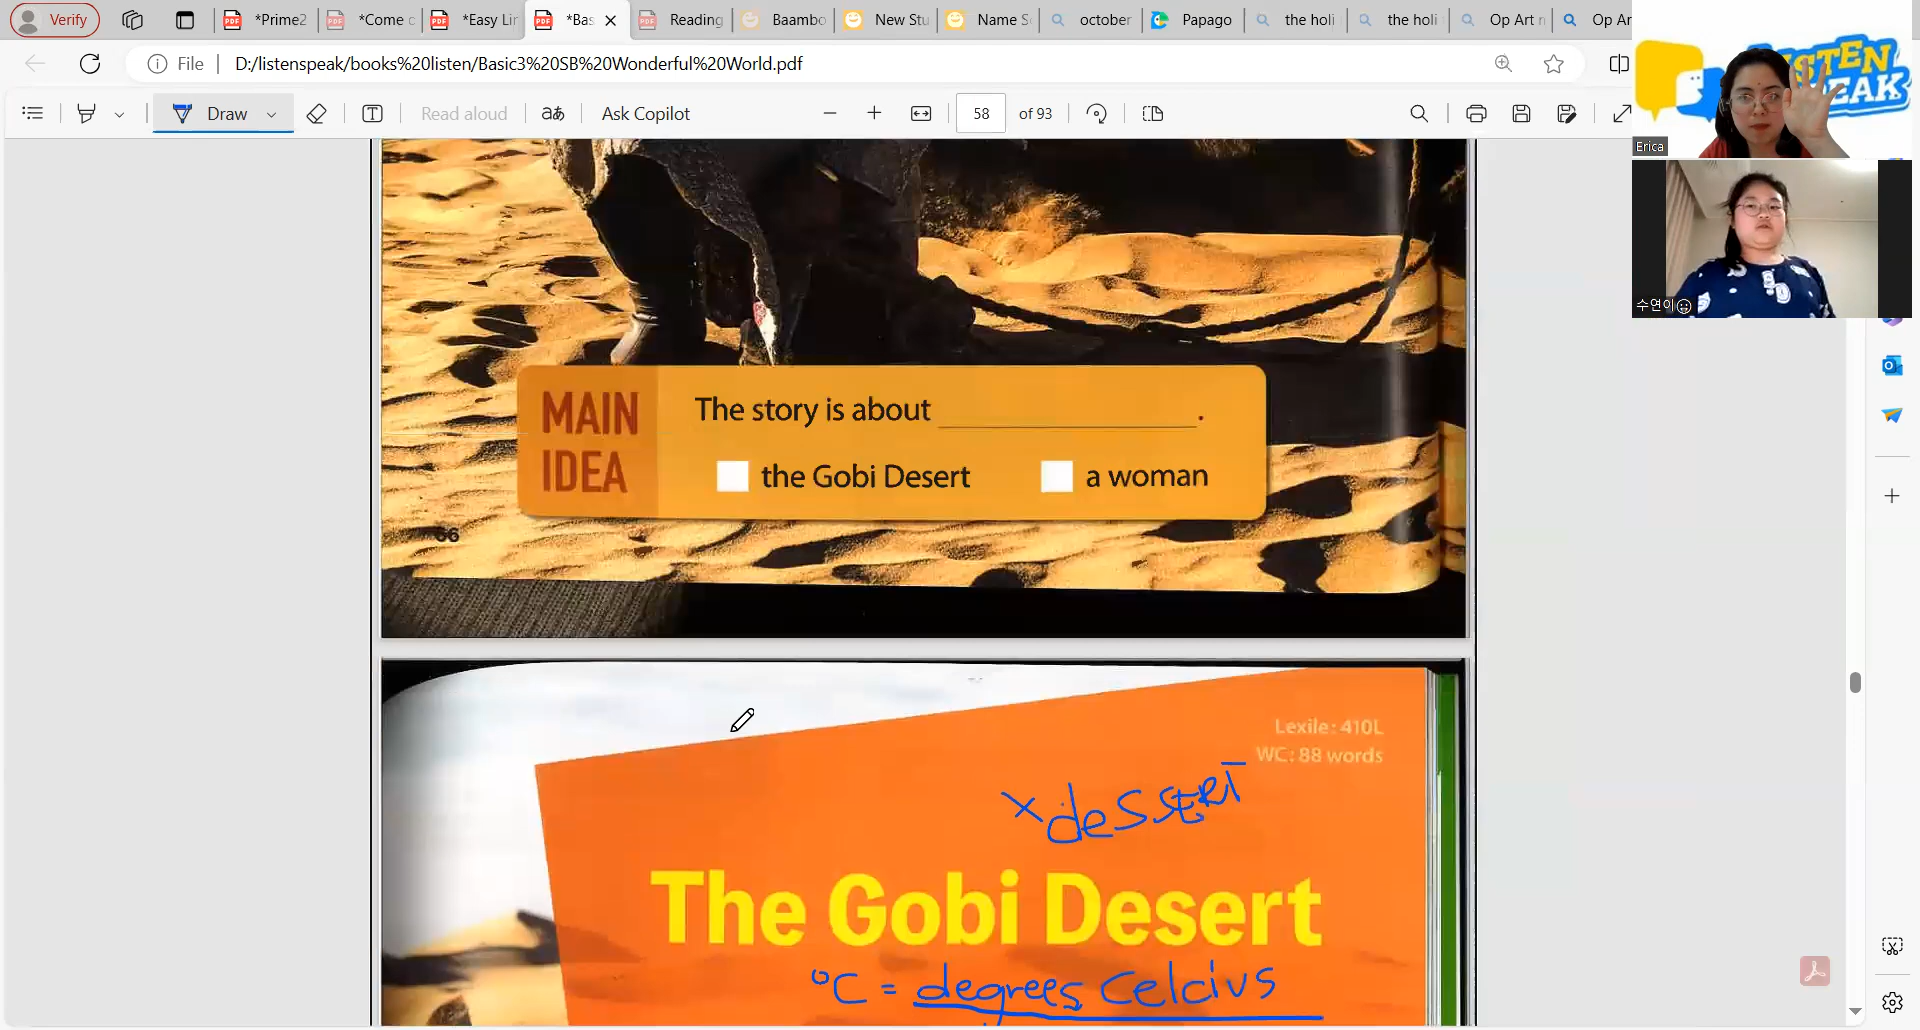 Verify
*Prime2
*Come c
*Easy Lir
*Bas
Reading
Baambo
New Stu
Name S
october
Papago
the holi
the holi
Op Art n
Op Ar
File
D:/listenspeak/books%20listen/Basic3%20SB%20Wonderful%20World.pdf
Draw
Read aloud
aあ
Ask Copilot
58
of 93
Erica
수연이
MAIN IDEA
The story is about ____________.
the Gobi Desert
a woman
Lexile: 410L
WC: 88 words
x desserT
The Gobi Desert
°C = degrees Celcius